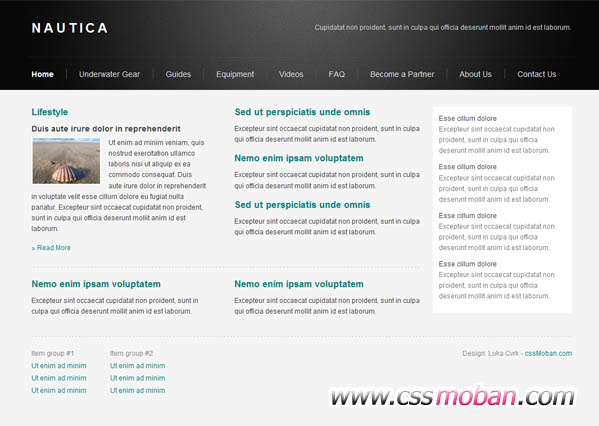 NAUTICA
Cupidatat non proident, sunt in culpa qui officia deserunt mollit anim id est laborum.
Home
Underwater Gear
Guides
Equipment
Videos
FAQ
Become a Partner
About Us
Contact Us
Lifestyle
Duis aute irure dolor in reprehenderit
Ut enim ad minim veniam, quis
nostrud exercitation ullamco
laboris nisi ut aliquip ex ea
commodo consequat. Duis
aute irure dolor in reprehenderit
in voluptate velit esse cillum dolore eu fugiat nulla
pariatur. Excepteur sint occaecat cupidatat non proident,
sunt in culpa qui officia deserunt mollit anim id est
laborum.
» Read More
Sed ut perspiciatis unde omnis
Excepteur sint occaecat cupidatat non proident, sunt in culpa
qui officia deserunt mollit anim id est laborum.
Nemo enim ipsam voluptatem
Excepteur sint occaecat cupidatat non proident, sunt in culpa
qui officia deserunt mollit anim id est laborum.
Sed ut perspiciatis unde omnis
Excepteur sint occaecat cupidatat non proident, sunt in culpa
qui officia deserunt mollit anim id est laborum.
Esse cillum dolore
Excepteur sint occaecat cupidatat non
proident, sunt in culpa qui officia
deserunt mollit anim id est laborum.
Esse cillum dolore
Excepteur sint occaecat cupidatat non
proident, sunt in culpa qui officia
deserunt mollit anim id est laborum.
Esse cillum dolore
Excepteur sint occaecat cupidatat non
proident, sunt in culpa qui officia
deserunt mollit anim id est laborum.
Esse cillum dolore
Excepteur sint occaecat cupidatat non
proident, sunt in culpa qui officia
deserunt mollit anim id est laborum.
Nemo enim ipsam voluptatem
Excepteur sint occaecat cupidatat non proident, sunt in
culpa qui officia deserunt mollit anim id est laborum.
Nemo enim ipsam voluptatem
Excepteur sint occaecat cupidatat non proident, sunt in culpa
qui officia deserunt mollit anim id est laborum.
Item group #1
Ut enim ad minim
Ut enim ad minim
Ut enim ad minim
Item group #2
Ut enim ad minim
Ut enim ad minim
Ut enim ad minim
Design: Luka Cvrk - cssMoban.com
www.cssmoban.com